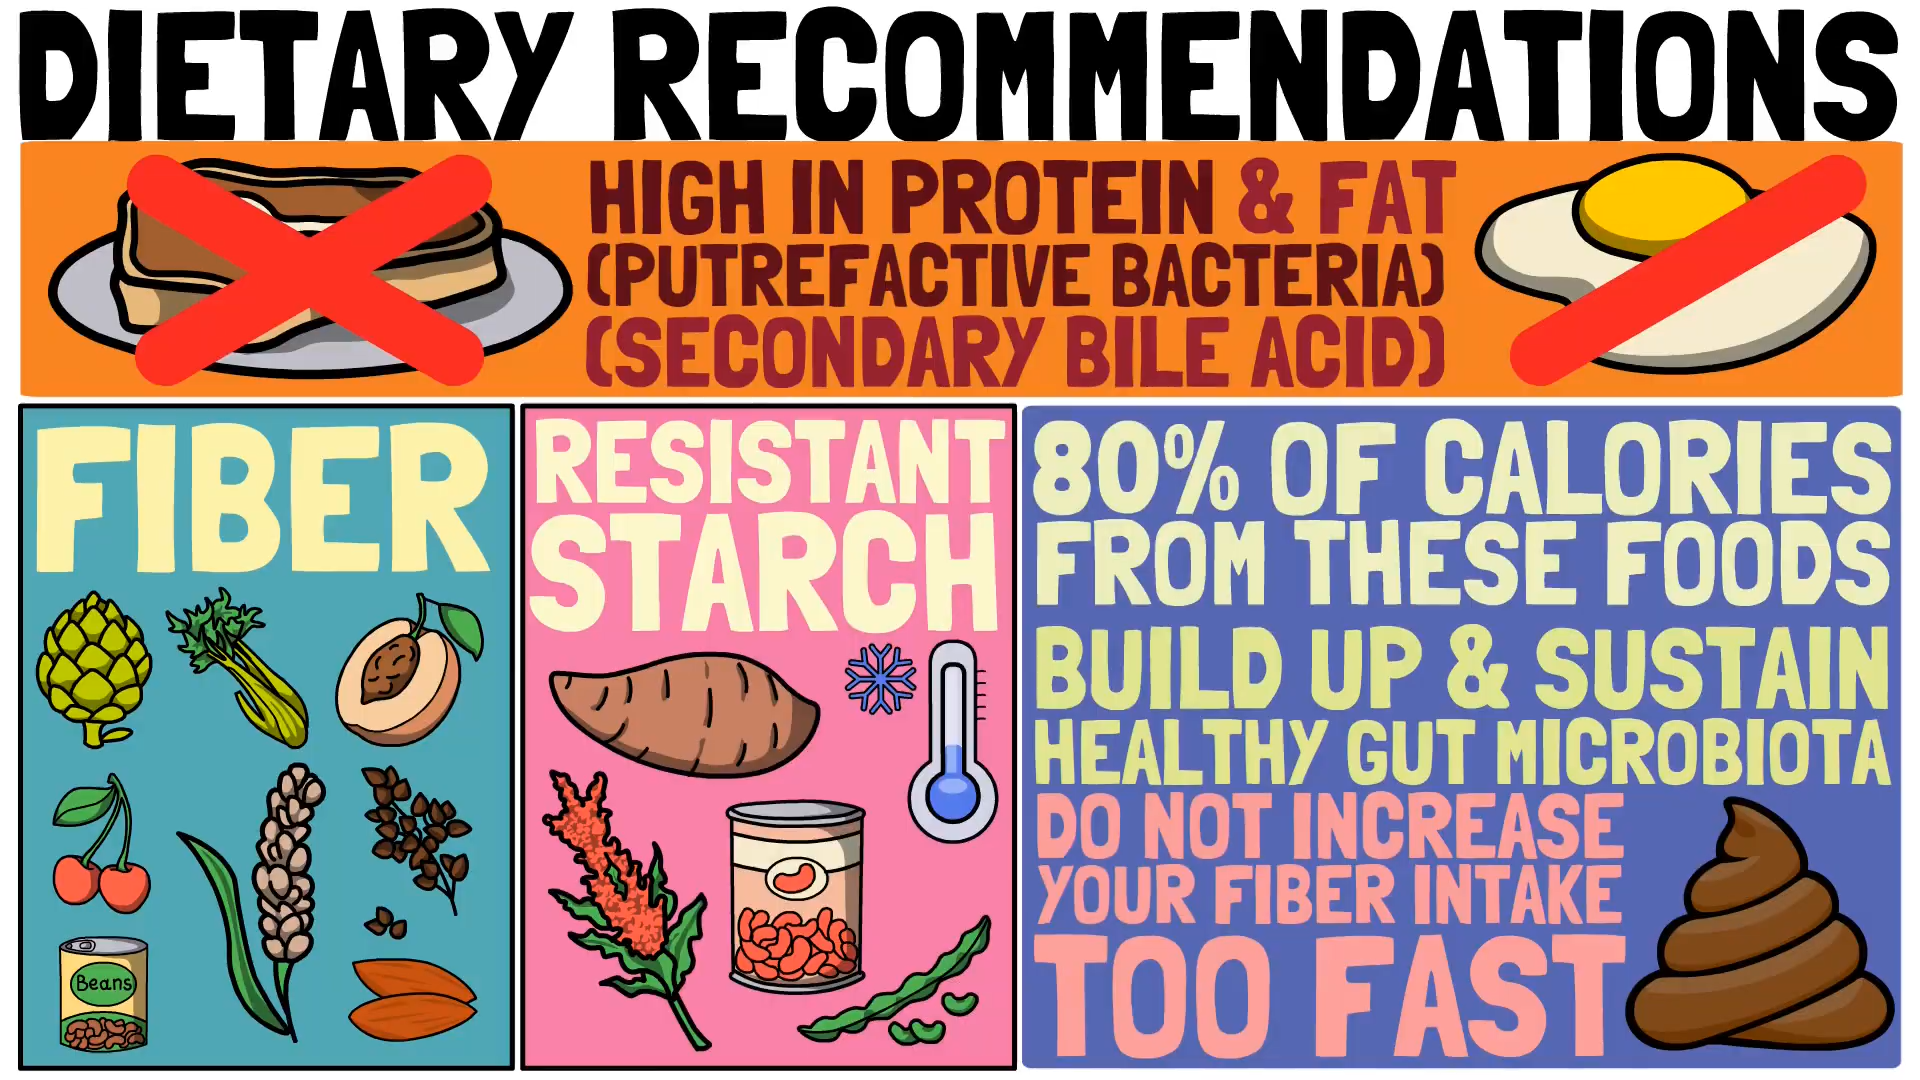 DIETARY RECOMMENDATIONS
HIGH IN PROTEIN & FAT
(PUTREFACTIVE BACTERIA)
(SECONDARY BILE ACID)
FIBER
Beans
RESISTANT
STARCH
80% OF CALORIES
FROM THESE FOODS
BUILD UP & SUSTAIN
HEALTHY GUT MICROBIOTA
DO NOT INCREASE
YOUR FIBER INTAKE
TOO FAST